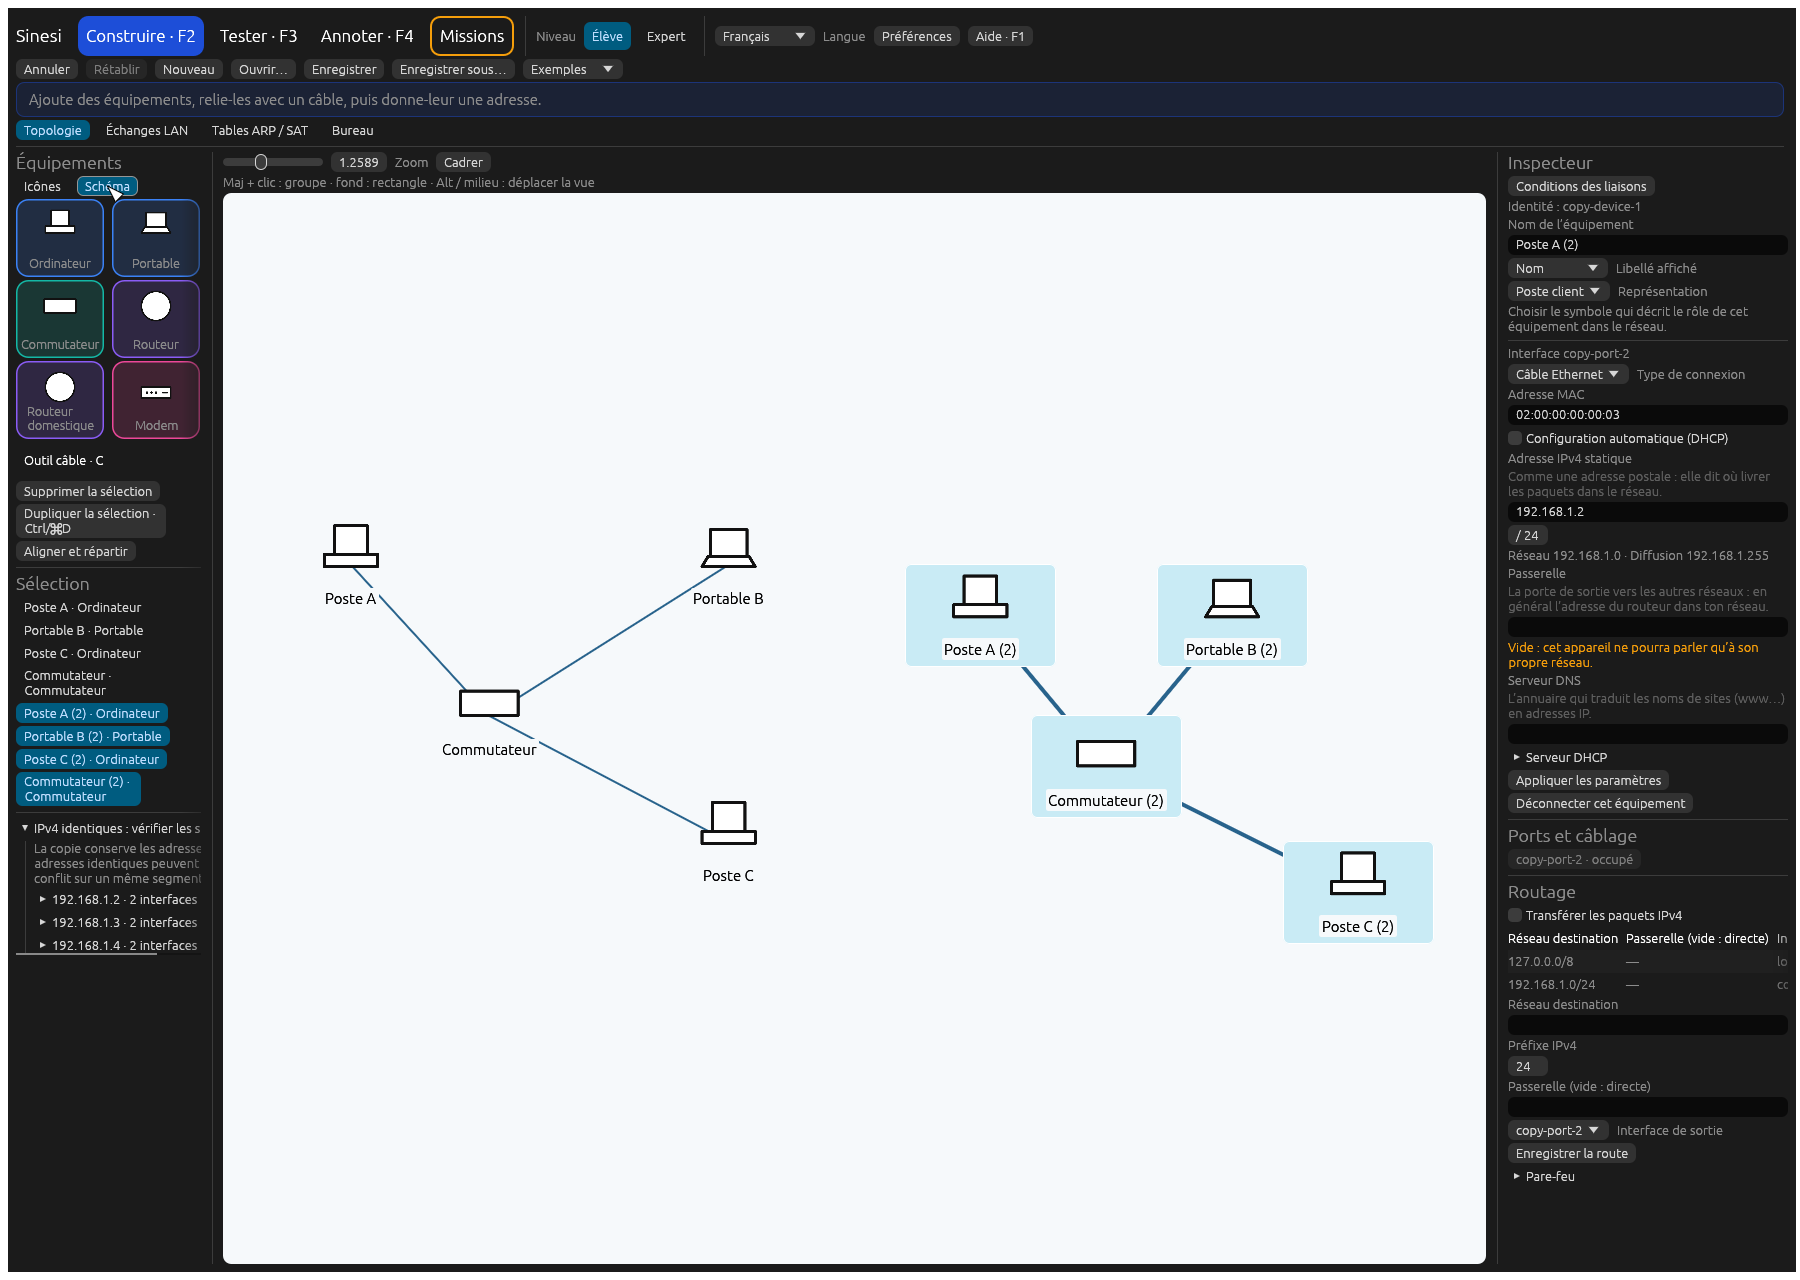 Sinesi
Construire · F2
Tester · F3
Annoter · F4
Missions
Niveau
Élève
Expert
Français
Langue
Préférences
Aide · F1
Annuler
Rétablir
Nouveau
Ouvrir...
Enregistrer
Enregistrer sous...
Exemples
Ajoute des équipements, relie-les avec un câble, puis donne-leur une adresse.
Topologie
Échanges LAN
Tables ARP / SAT
Bureau
Équipements
Icônes
Schéma
Ordinateur
Portable
Commutateur
Routeur
Routeur
domestique
Modem
Outil câble · C
Supprimer la sélection
Dupliquer la sélection ·
Ctrl/⌘D
Aligner et répartir
Sélection
Poste A · Ordinateur
Portable B · Portable
Poste C · Ordinateur
Commutateur ·
Commutateur
Poste A (2) · Ordinateur
Portable B (2) · Portable
Poste C (2) · Ordinateur
Commutateur (2) ·
Commutateur
IPv4 identiques : vérifier les s
La copie conserve les adresse
adresses identiques peuvent
conflit sur un même segment
192.168.1.2 · 2 interfaces
192.168.1.3 · 2 interfaces
192.168.1.4 · 2 interfaces
1.2589
Zoom
Cadrer
Maj + clic : groupe · fond : rectangle · Alt / milieu : déplacer la vue
Poste A
Portable B
Commutateur
Poste C
Poste A (2)
Portable B (2)
Commutateur (2)
Poste C (2)
Inspecteur
Conditions des liaisons
Identité : copy-device-1
Nom de l'équipement
Poste A (2)
Nom
Libellé affiché
Poste client
Représentation
Choisir le symbole qui décrit le rôle de cet
équipement dans le réseau.
Interface copy-port-2
Câble Ethernet
Type de connexion
Adresse MAC
02:00:00:00:00:03
Configuration automatique (DHCP)
Adresse IPv4 statique
Comme une adresse postale : elle dit où livrer
les paquets dans le réseau.
192.168.1.2
/ 24
Réseau 192.168.1.0 · Diffusion 192.168.1.255
Passerelle
La porte de sortie vers les autres réseaux : en
général l'adresse du routeur dans ton réseau.
Vide : cet appareil ne pourra parler qu'à son
propre réseau.
Serveur DNS
L'annuaire qui traduit les noms de sites (www...)
en adresses IP.
Serveur DHCP
Appliquer les paramètres
Déconnecter cet équipement
Ports et câblage
copy-port-2 · occupé
Routage
Transférer les paquets IPv4
Réseau destination Passerelle (vide : directe) In
127.0.0.0/8 — lo
192.168.1.0/24 — co
Réseau destination
Préfixe IPv4
24
Passerelle (vide : directe)
copy-port-2
Interface de sortie
Enregistrer la route
Pare-feu